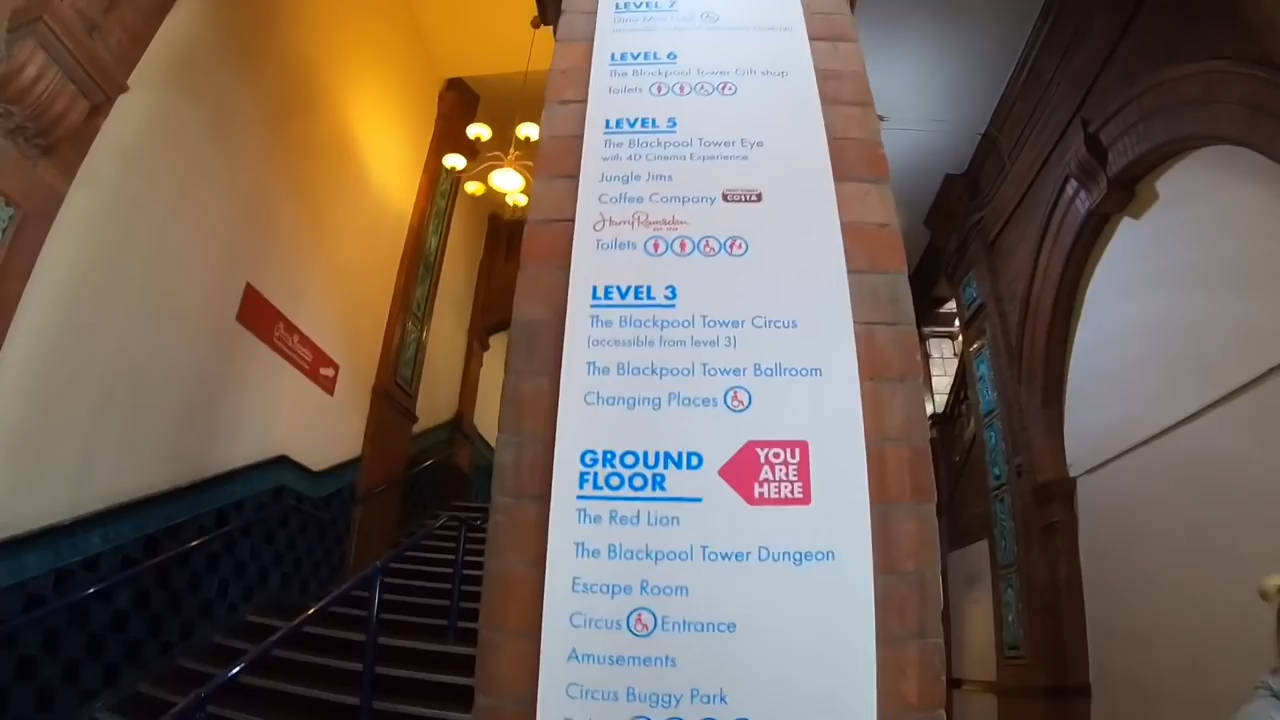 LEVEL 7
LEVEL 6
The Blackpool Tower Gift shop
Toilets
LEVEL 5
The Blackpool Tower Eye
with 4D Cinema Experience
Jungle Jims
Coffee Company COSTA
Harry Ramsden
Toilets
LEVEL 3
The Blackpool Tower Circus
(accessible from level 3)
The Blackpool Tower Ballroom
Changing Places
GROUND
FLOOR
YOU
ARE
HERE
The Red Lion
The Blackpool Tower Dungeon
Escape Room
Circus Entrance
Amusements
Circus Buggy Park